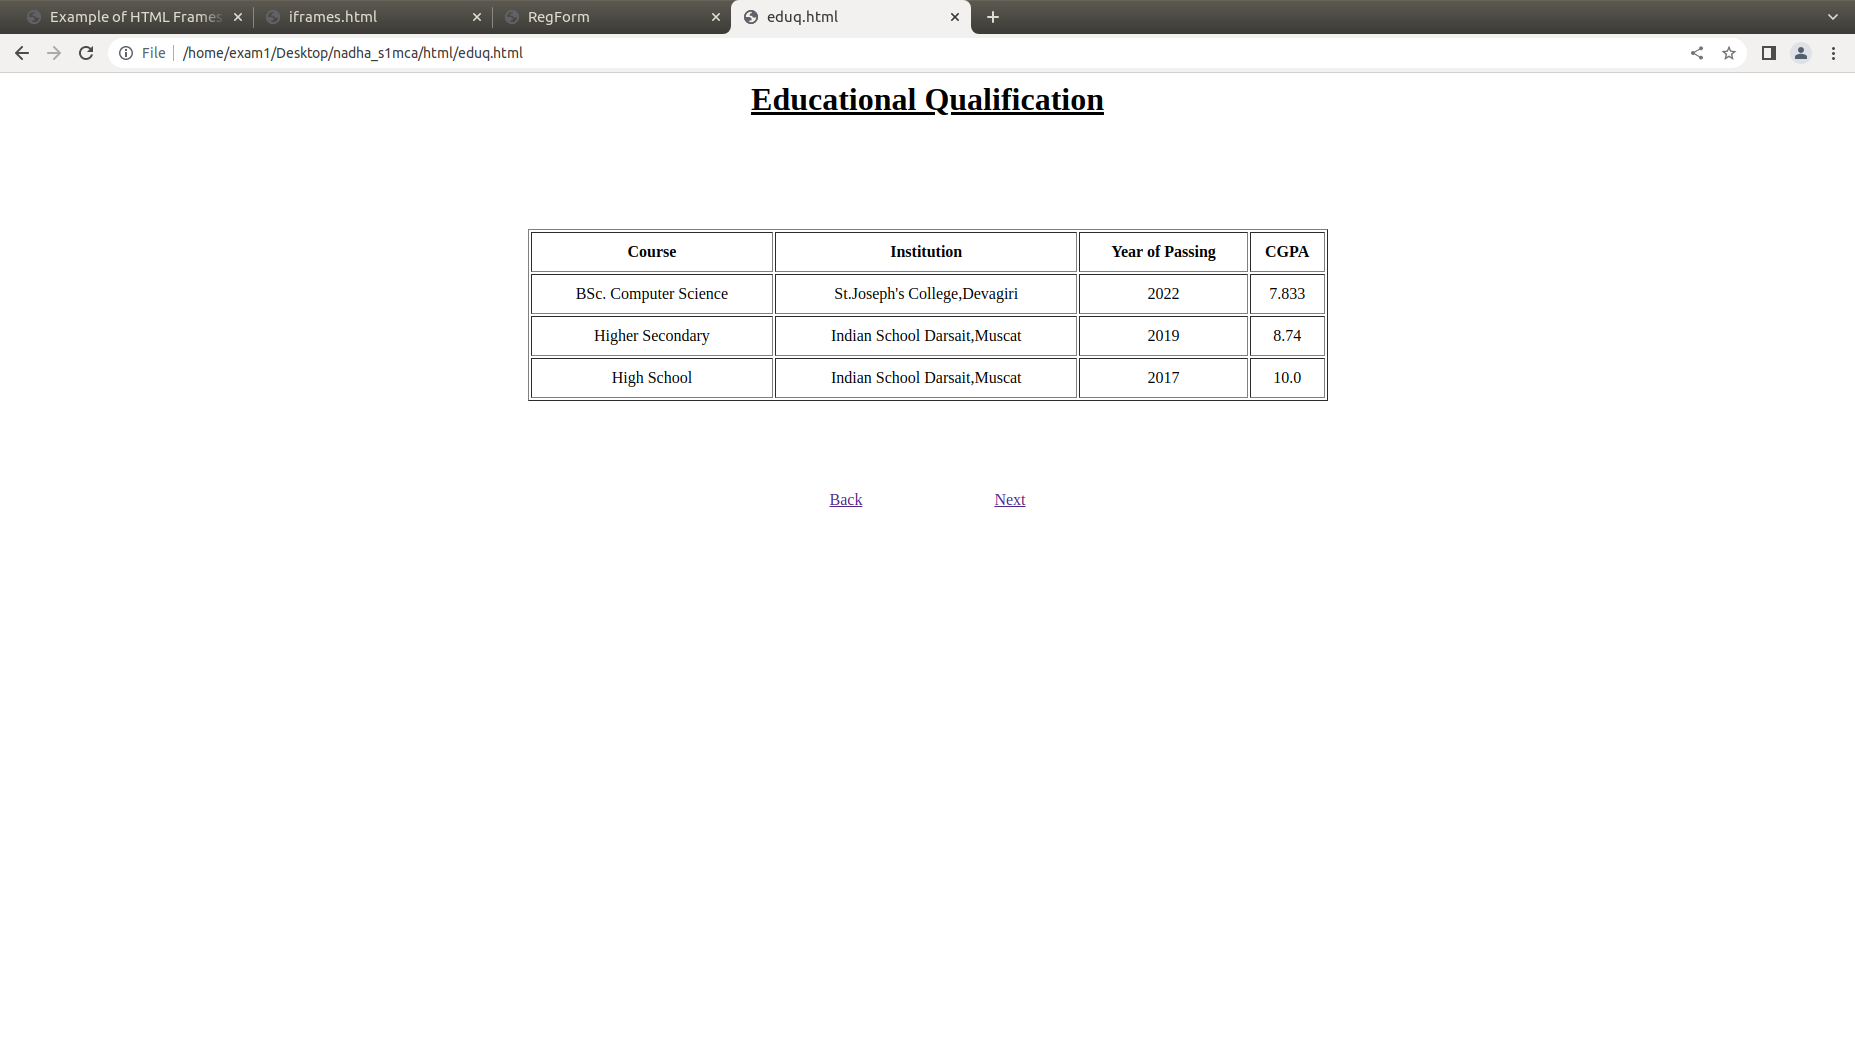 Example of HTML Frames iframes.html RegForm eduq.html
File /home/exam1/Desktop/nadha_s1mca/html/eduq.html
Educational Qualification
Course Institution Year of Passing CGPA
BSc. Computer Science St.Joseph's College,Devagiri 2022 7.833
Higher Secondary Indian School Darsait,Muscat 2019 8.74
High School Indian School Darsait,Muscat 2017 10.0
Back Next